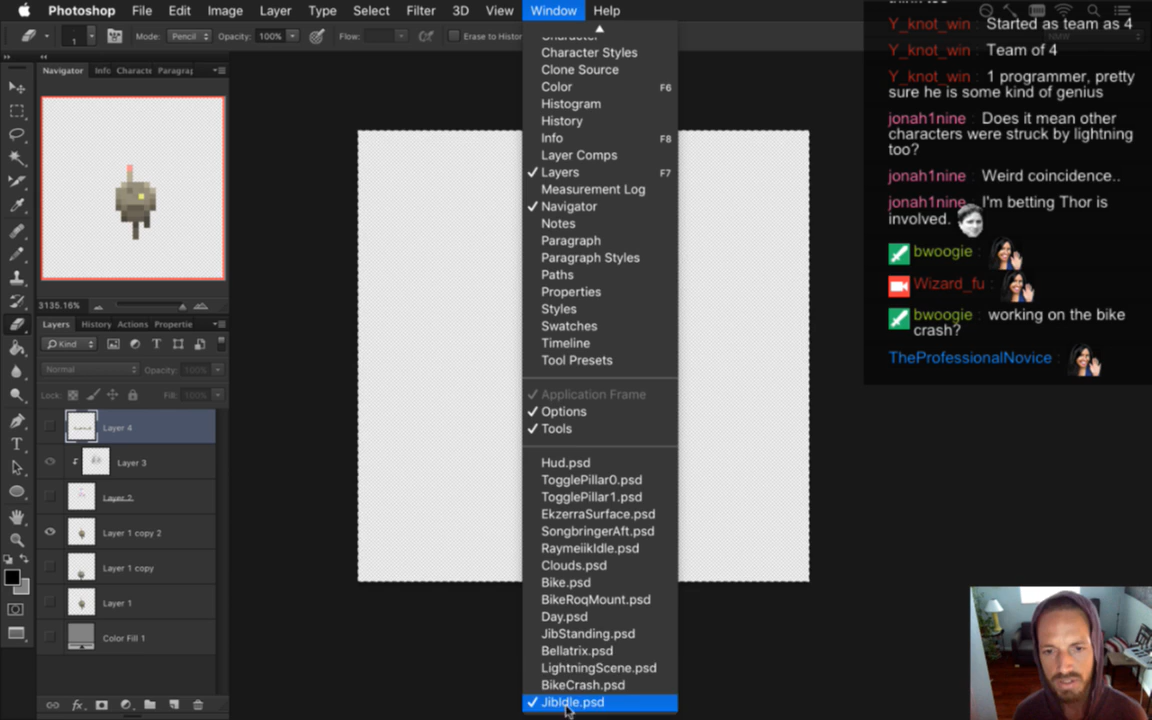 Photoshop File Edit Image Layer Type Select Filter 3D View Window Help
1 Mode: Pencil Opacity: 100% Flow: Erase to History
Navigator Info Characte Paragra
3135.16%
Layers History Actions Propertie
Kind
Normal Opacity: 100%
Lock: Fill: 100%
Layer 4
Layer 3
Layer 2
Layer 1 copy 2
Layer 1 copy
Layer 1
Color Fill 1
fx
Character
Character Styles
Clone Source
Color F6
Histogram
History
Info F8
Layer Comps
Layers F7
Measurement Log
Navigator
Notes
Paragraph
Paragraph Styles
Paths
Properties
Styles
Swatches
Timeline
Tool Presets
Application Frame
Options
Tools
Hud.psd
TogglePillar0.psd
TogglePillar1.psd
EkzerraSurface.psd
SongbringerAft.psd
RaymeiikIdle.psd
Clouds.psd
Bike.psd
BikeRoqMount.psd
Day.psd
JibStanding.psd
Bellatrix.psd
LightningScene.psd
BikeCrash.psd
JibIdle.psd
Y_knot_win : Started as team as 4
Y_knot_win : Team of 4
Y_knot_win : 1 programmer, pretty
sure he is some kind of genius
jonah1nine : Does it mean other
characters were struck by lightning
too?
jonah1nine : Weird coincidence..
jonah1nine : I'm betting Thor is
involved.
bwoogie :
Wizard_fu :
bwoogie : working on the bike
crash?
TheProfessionalNovice :